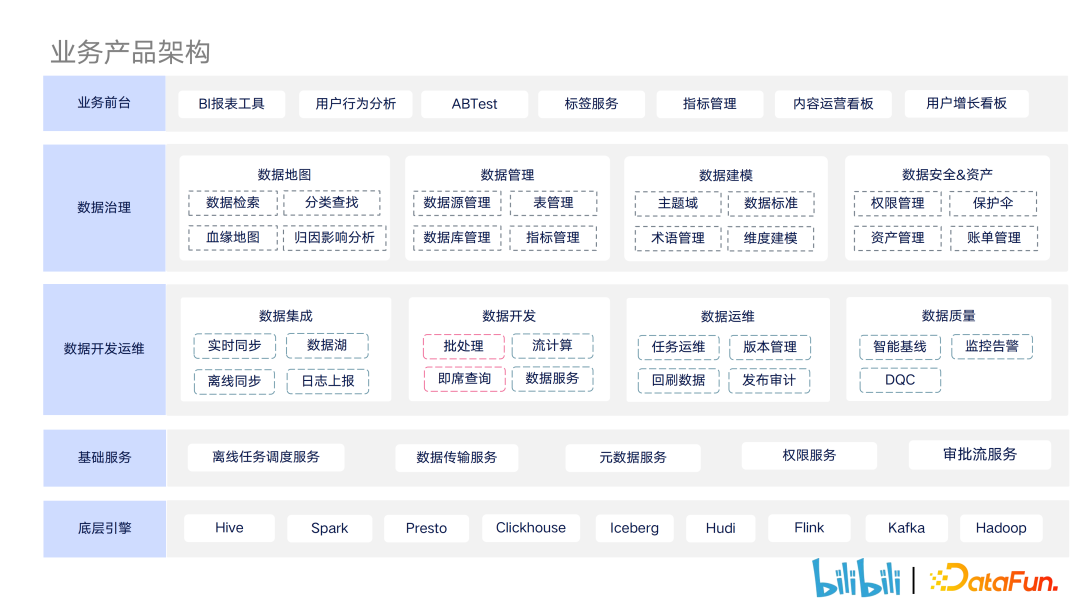 业务产品架构
业务前台
BI报表工具
用户行为分析
ABTest
标签服务
指标管理
内容运营看板
用户增长看板
数据治理
数据地图
数据检索
分类查找
血缘地图
归因影响分析
数据管理
数据源管理
表管理
数据库管理
指标管理
数据建模
主题域
数据标准
术语管理
维度建模
数据安全&资产
权限管理
保护伞
资产管理
账单管理
数据开发运维
数据集成
实时同步
数据湖
离线同步
日志上报
数据开发
批处理
流计算
即席查询
数据服务
数据运维
任务运维
版本管理
回刷数据
发布审计
数据质量
智能基线
监控告警
DQC
基础服务
离线任务调度服务
数据传输服务
元数据服务
权限服务
审批流服务
底层引擎
Hive
Spark
Presto
Clickhouse
Iceberg
Hudi
Flink
Kafka
Hadoop
bilibili
DataFun.